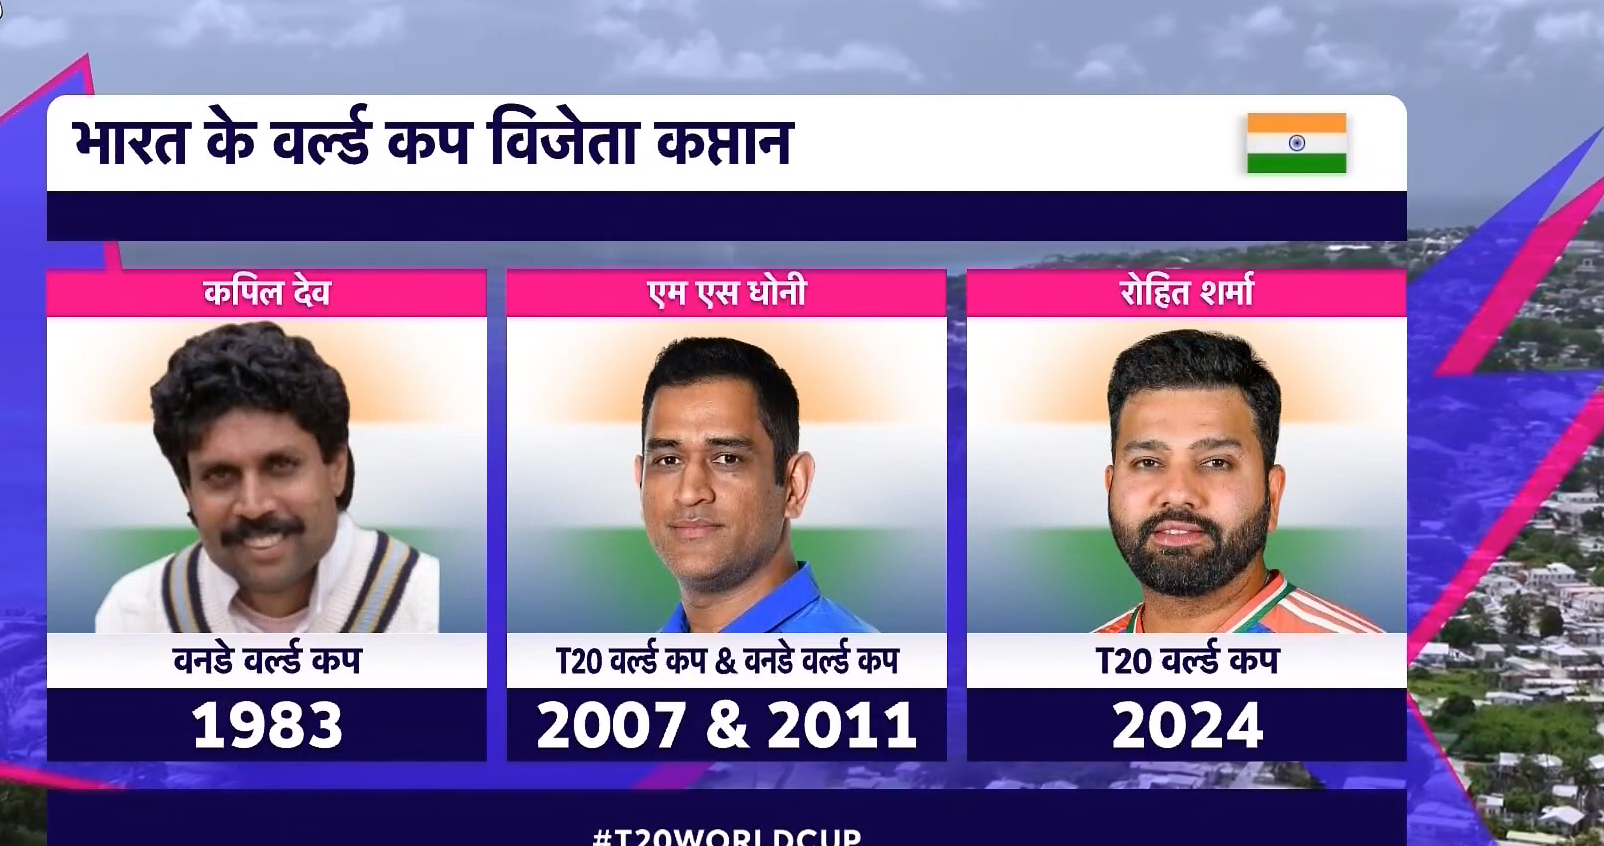 भारत के वर्ल्ड कप विजेता कप्तान
कपिल देव
वनडे वर्ल्ड कप
1983
एम एस धोनी
T20 वर्ल्ड कप & वनडे वर्ल्ड कप
2007 & 2011
रोहित शर्मा
T20 वर्ल्ड कप
2024
#T20WORLDCUP